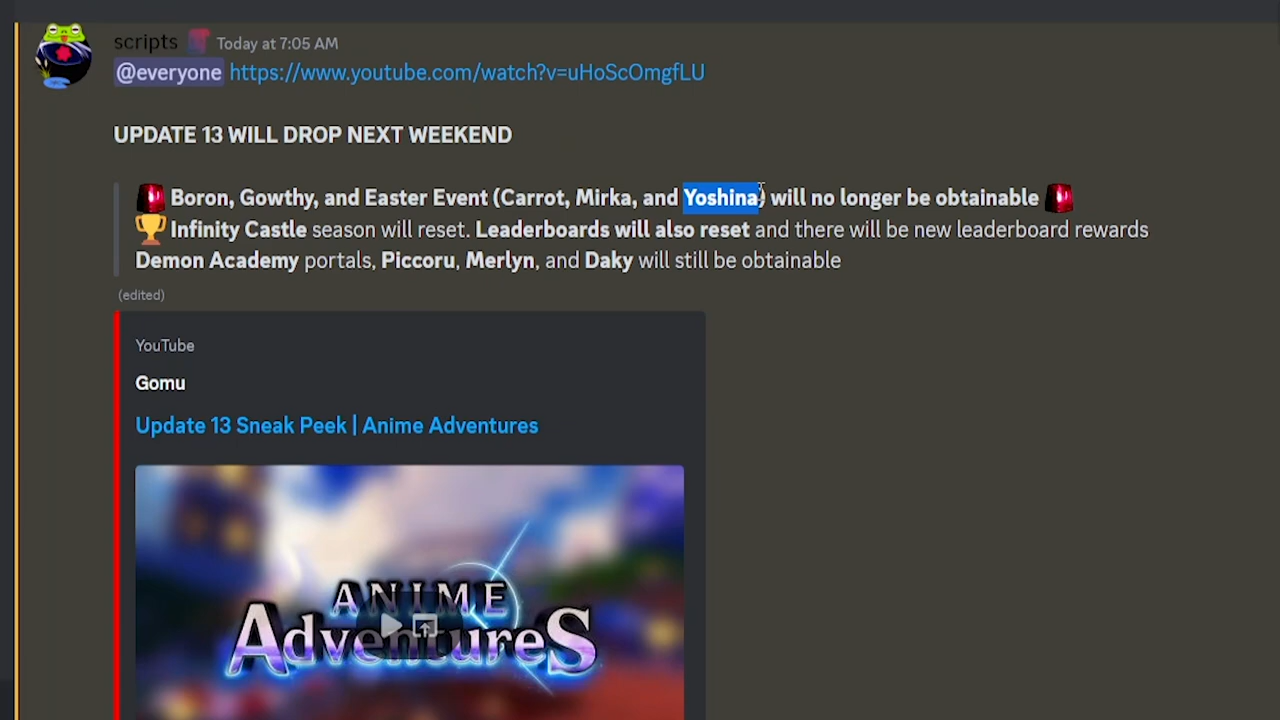 scripts Today at 7:05 AM
@everyone https://www.youtube.com/watch?v=uHoScOmgfLU
UPDATE 13 WILL DROP NEXT WEEKEND
🚨 Boron, Gowthy, and Easter Event (Carrot, Mirka, and Yoshina) will no longer be obtainable 🚨
🏆 Infinity Castle season will reset. Leaderboards will also reset and there will be new leaderboard rewards
Demon Academy portals, Piccoru, Merlyn, and Daky will still be obtainable
(edited)
YouTube
Gomu
Update 13 Sneak Peek | Anime Adventures
ANIME
AdventureS